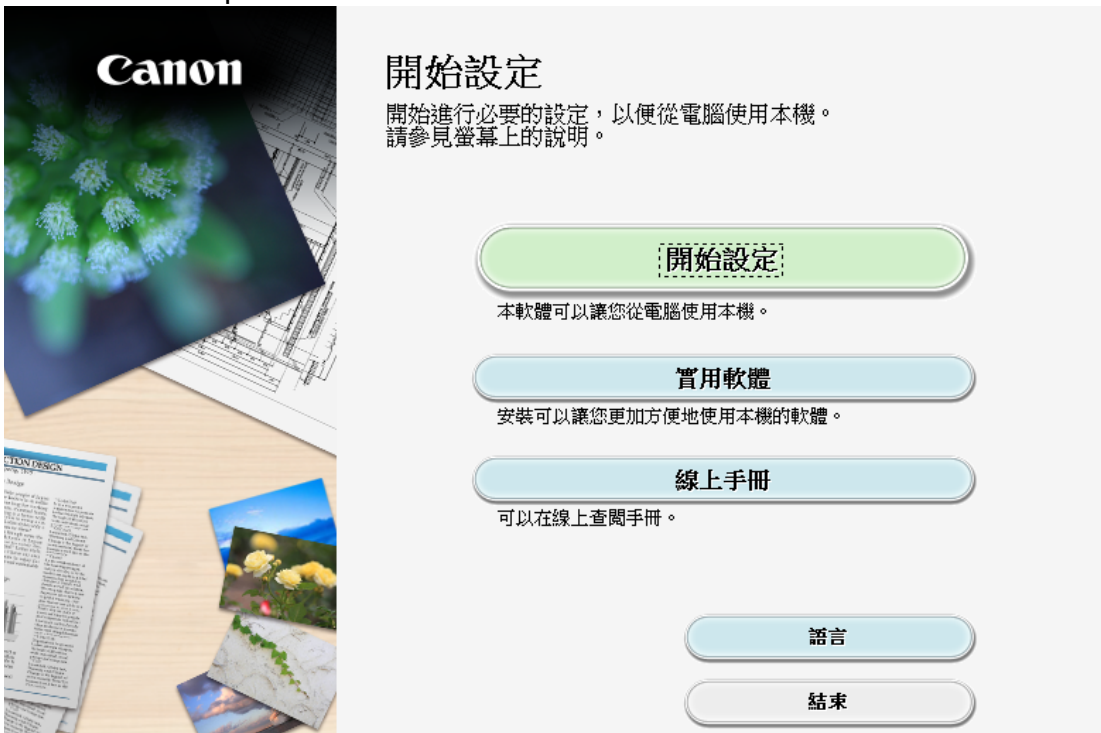 Canon
開始設定
開始進行必要的設定，以便從電腦使用本機。
請參見螢幕上的說明。
開始設定
本軟體可以讓您從電腦使用本機。
實用軟體
安裝可以讓您更加方便地使用本機的軟體。
線上手冊
可以在線上查閱手冊。
語言
結束